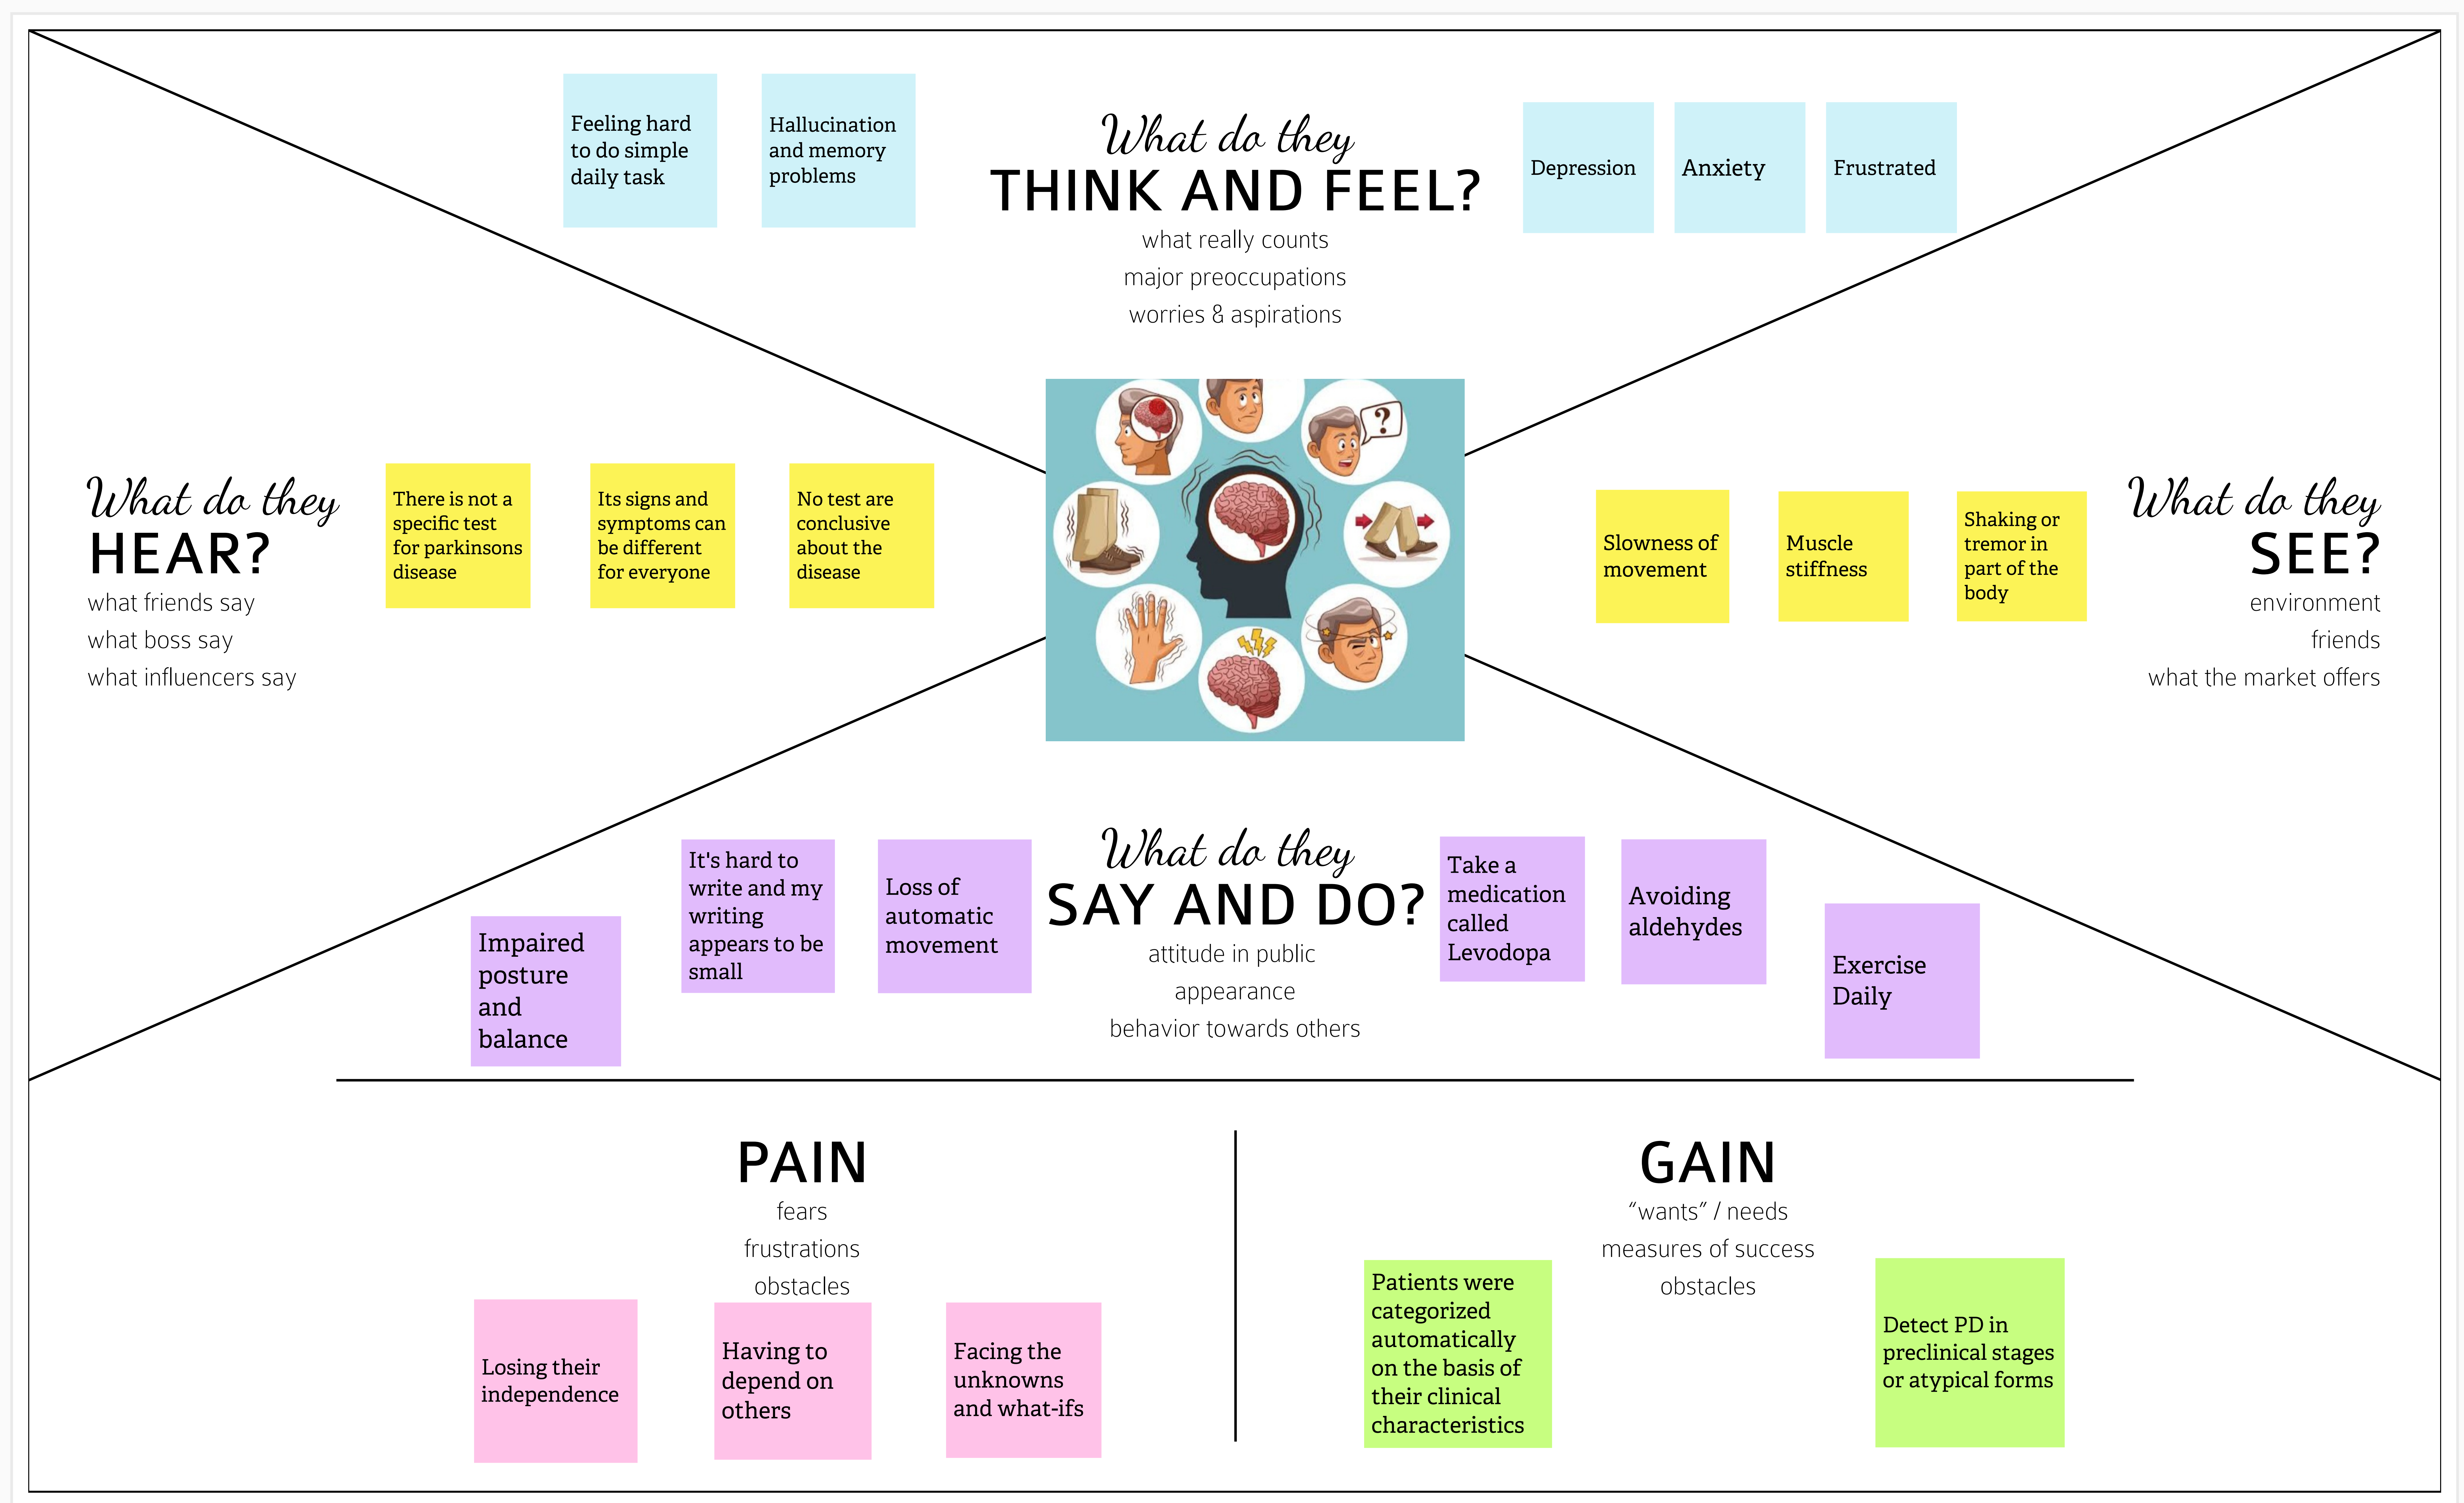 Feeling hard
to do simple
daily task
Hallucination
and memory
problems
What do they
THINK AND FEEL?
what really counts
major preoccupations
worries & aspirations
Depression
Anxiety
Frustrated
What do they
HEAR?
what friends say
what boss say
what influencers say
There is not a
specific test
for parkinsons
disease
Its signs and
symptoms can
be different
for everyone
No test are
conclusive
about the
disease
?
Slowness of
movement
Muscle
stiffness
Shaking or
tremor in
part of the
body
What do they
SEE?
environment
friends
what the market offers
Impaired
posture
and
balance
It's hard to
write and my
writing
appears to be
small
Loss of
automatic
movement
What do they
SAY AND DO?
attitude in public
appearance
behavior towards others
Take a
medication
called
Levodopa
Avoiding
aldehydes
Exercise
Daily
PAIN
fears
frustrations
obstacles
Losing their
independence
Having to
depend on
others
Facing the
unknowns
and what-ifs
GAIN
“wants” / needs
measures of success
obstacles
Patients were
categorized
automatically
on the basis of
their clinical
characteristics
Detect PD in
preclinical stages
or atypical forms